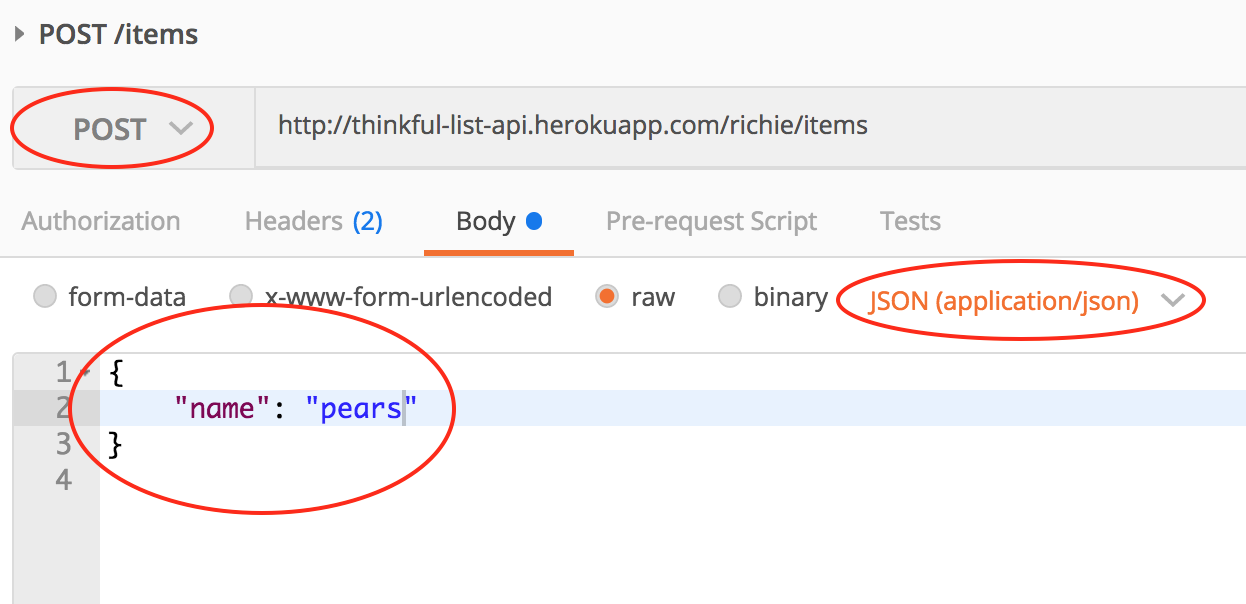 POST /items
POST http://thinkful-list-api.herokuapp.com/richie/items
Authorization Headers (2) Body Pre-request Script Tests
form-data x-www-form-urlencoded raw binary JSON (application/json)
1 {
2 "name": "pears"
3 }
4